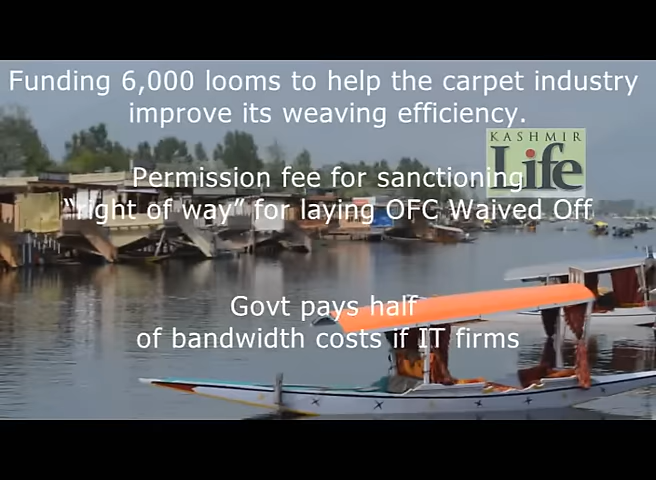 Funding 6,000 looms to help the carpet industry
improve its weaving efficiency.
KASHMIR
Life
Permission fee for sanctioning
"right of way” for laying OFC Waived Off
Govt pays half
of bandwidth costs if IT firms